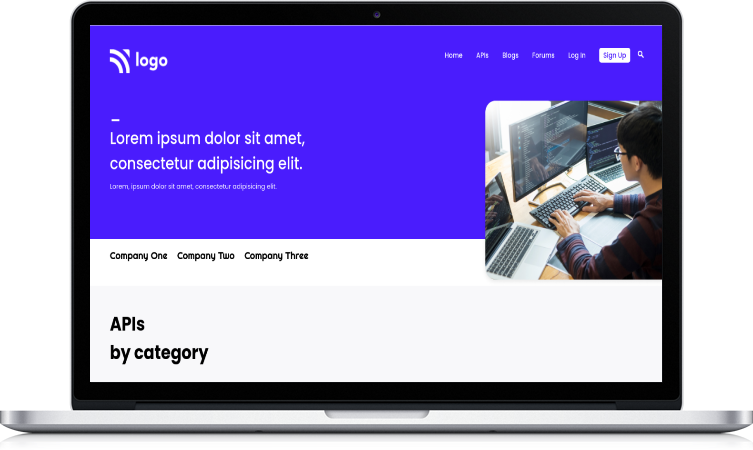 logo
Home APIs Blogs Forums Log In Sign Up
Lorem ipsum dolor sit amet,
consectetur adipisicing elit.
Lorem, ipsum dolor sit amet, consectetur adipisicing elit.
Company One Company Two Company Three
APIs
by category